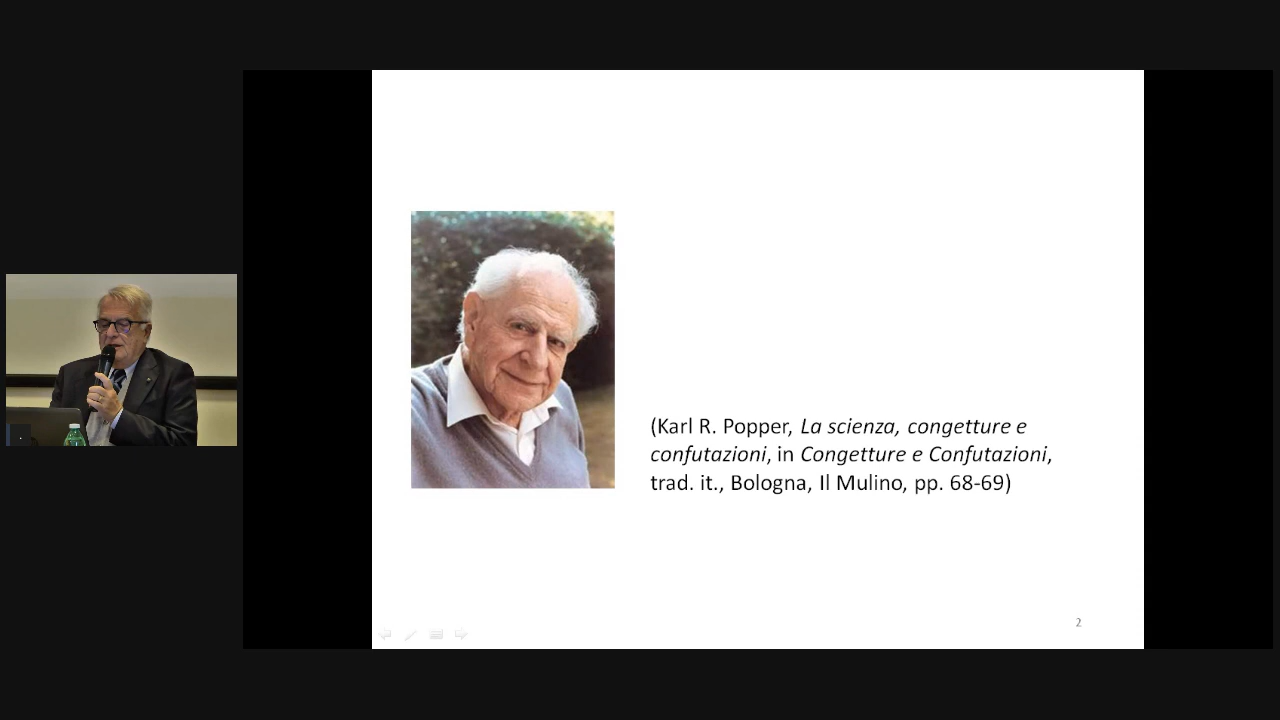 (Karl R. Popper, La scienza, congetture e
confutazioni, in Congetture e Confutazioni,
trad. it., Bologna, Il Mulino, pp. 68-69)
2